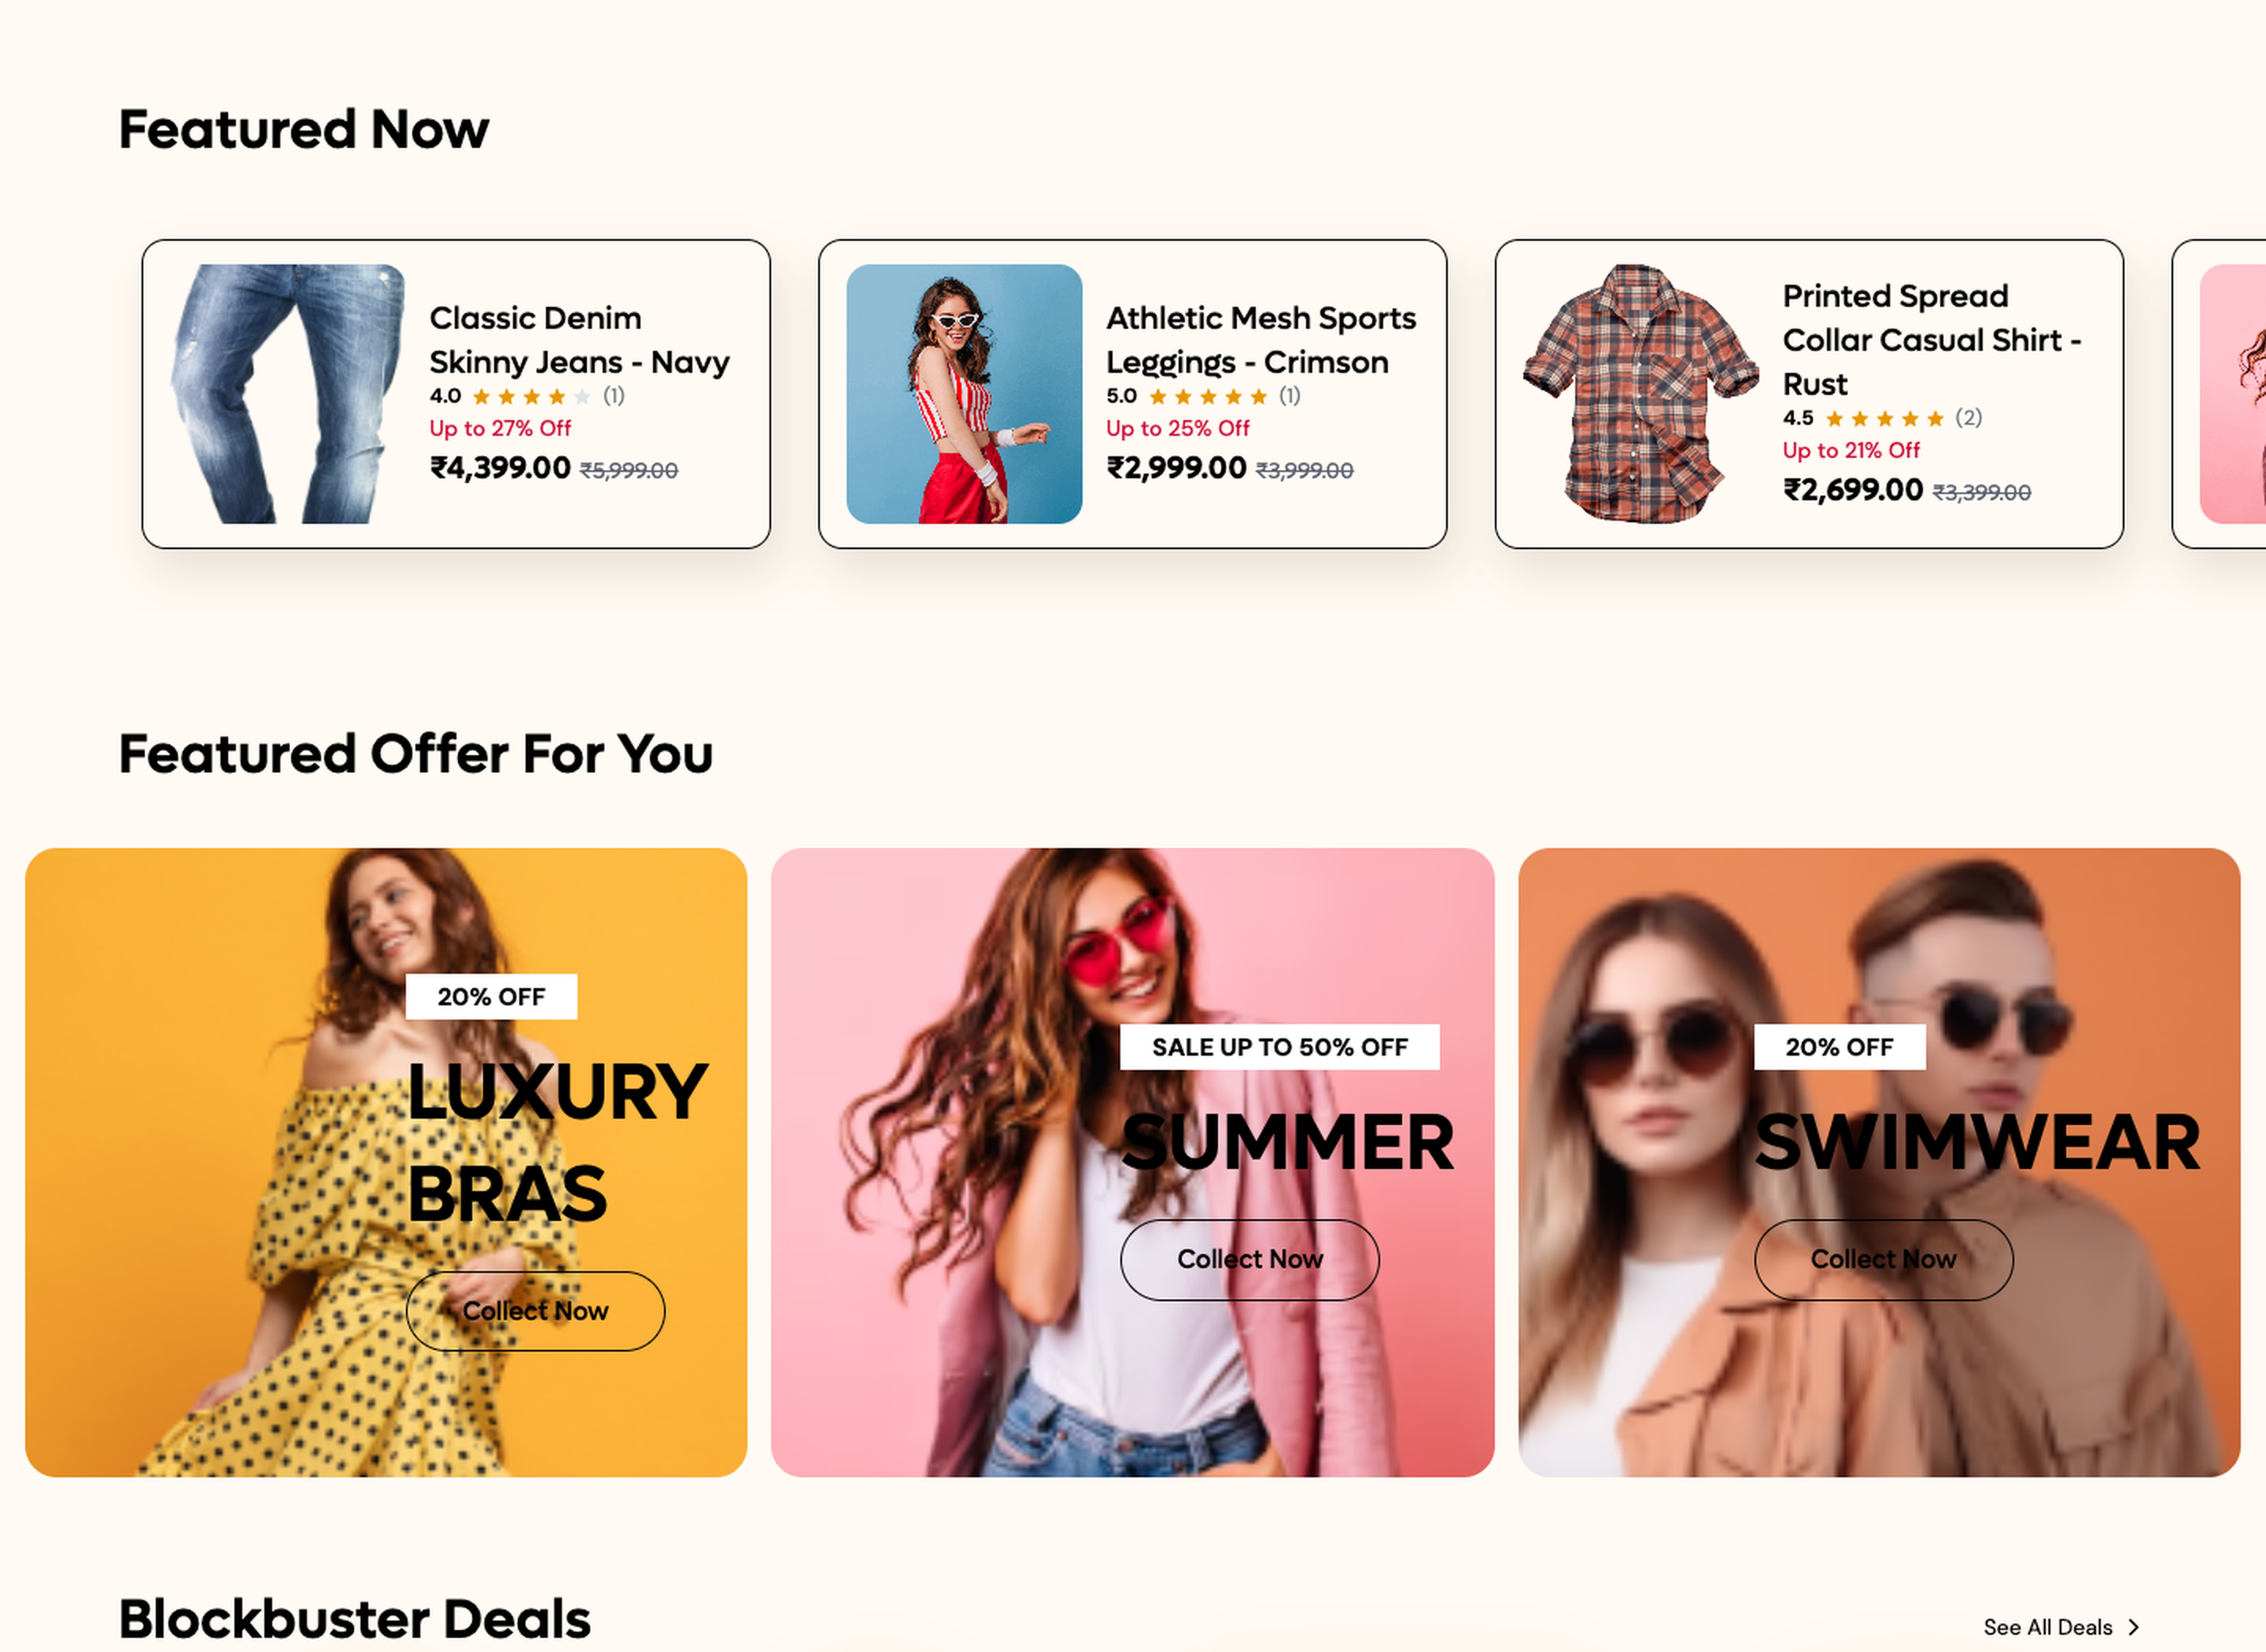 Featured Now
Classic Denim
Skinny Jeans - Navy
4.0 (1)
Up to 27% Off
₹4,399.00 ₹5,999.00
Athletic Mesh Sports
Leggings - Crimson
5.0 (1)
Up to 25% Off
₹2,999.00 ₹3,999.00
Printed Spread
Collar Casual Shirt -
Rust
4.5 (2)
Up to 21% Off
₹2,699.00 ₹3,399.00
Featured Offer For You
20% OFF
LUXURY
BRAS
Collect Now
SALE UP TO 50% OFF
SUMMER
Collect Now
20% OFF
SWIMWEAR
Collect Now
Blockbuster Deals
See All Deals